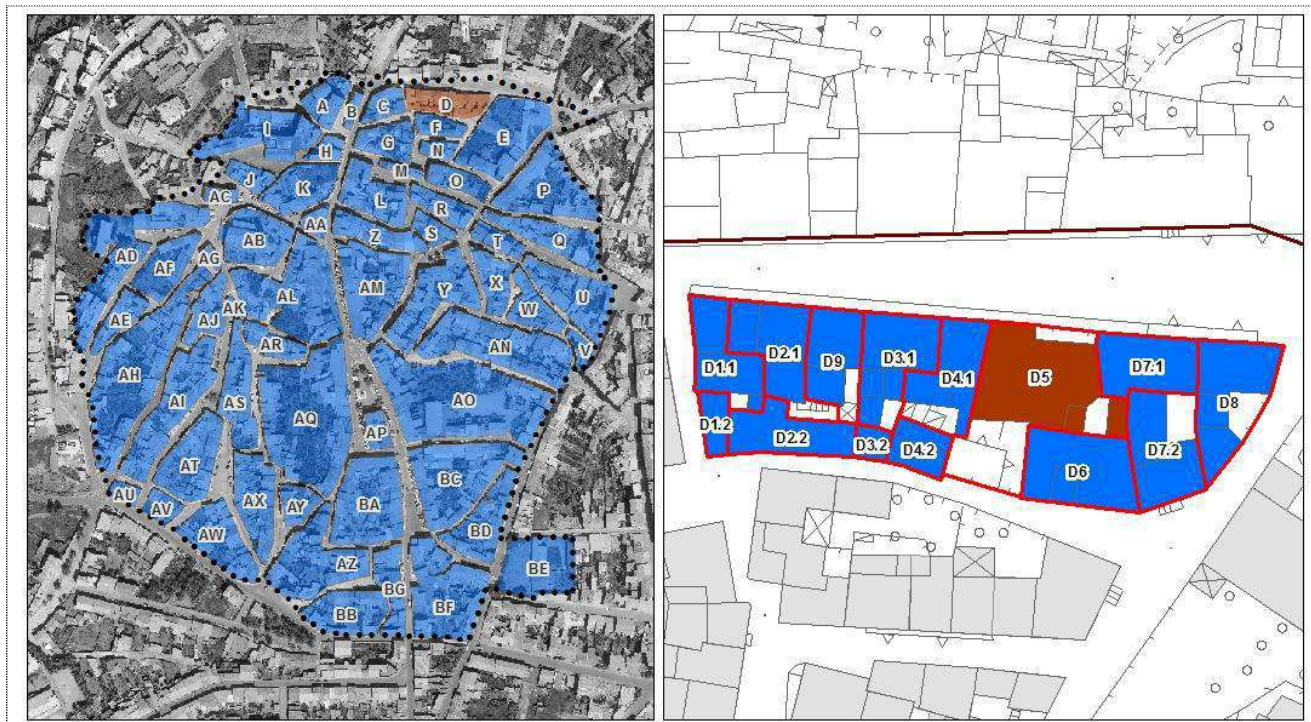 A
B
C
D
I
F
E
G
N
H
M
O
J
K
P
AC
L
R
AA
S
AB
Z
T
Q
AD
AF
AG
AL
AM
Y
X
U
AE
AJ
AK
W
AR
AN
V
AH
AI
AS
AQ
AO
AP
AT
BC
AU
AV
AX
AY
BA
AW
BD
AZ
BE
BG
BB
BF
D1.1
D2.1
D9
D3.1
D4.1
D5
D7.1
D8
D1.2
D2.2
D3.2
D4.2
D6
D7.2